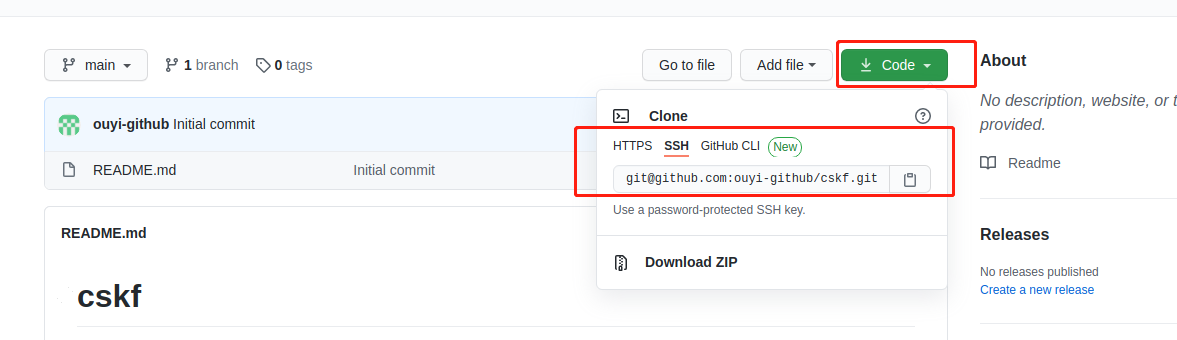 main 1 branch 0 tags Go to file Add file Code
About
No description, website, or t
provided.
Readme
Releases
No releases published
Create a new release
Clone
HTTPS SSH GitHub CLI New
git@github.com:ouyi-github/cskf.git
Use a password-protected SSH key.
Download ZIP
ouyi-github Initial commit
README.md Initial commit
README.md
cskf